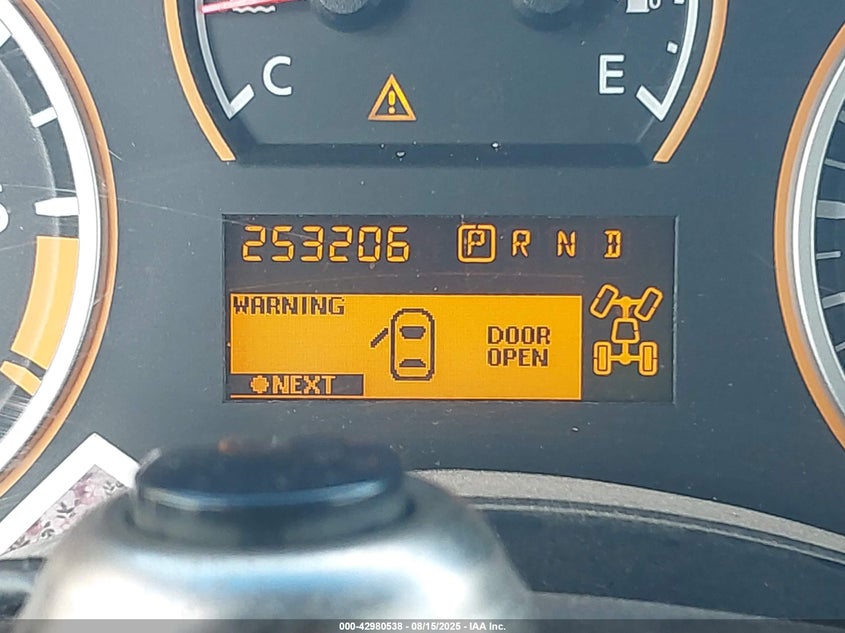 C E
253206 P R N D
WARNING
DOOR
OPEN
NEXT
000-42980538 - 08/15/2025 - IAA Inc.